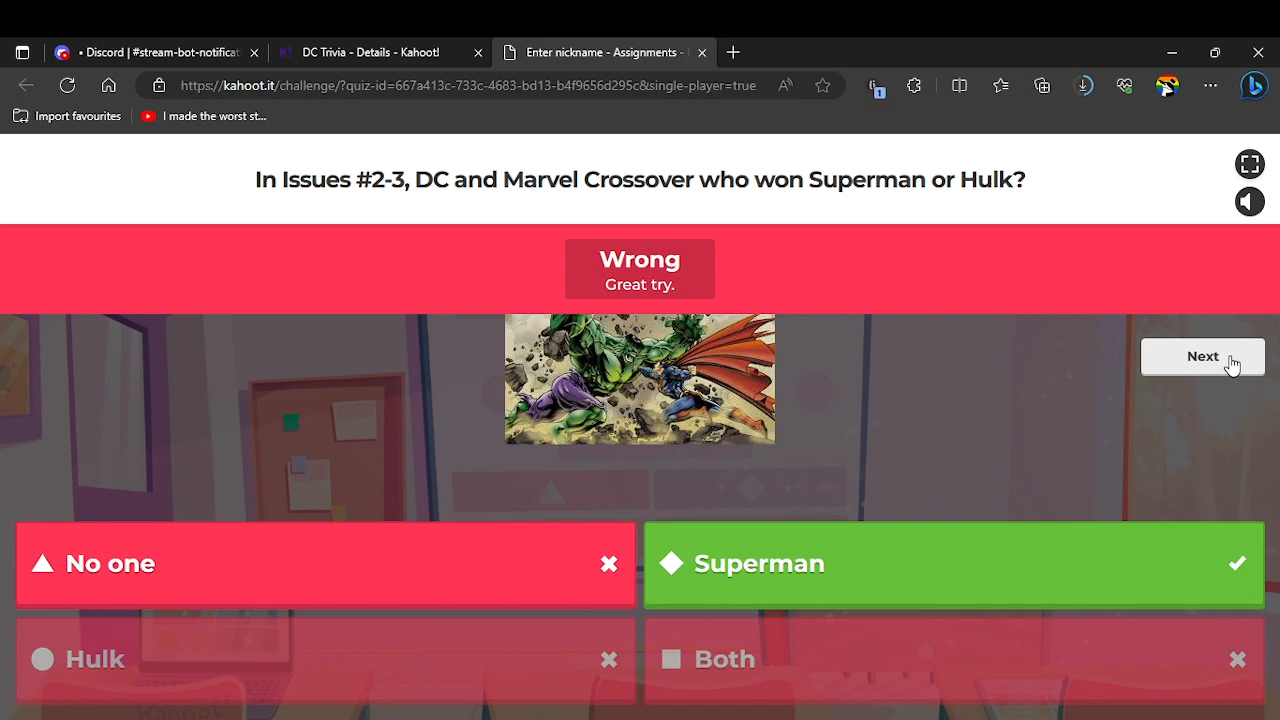 • Discord | #stream-bot-notificat
DC Trivia - Details - Kahoot!
Enter nickname - Assignments -
https://kahoot.it/challenge/?quiz-id=667a413c-733c-4683-bd13-b4f9656d295c&single-player=true
1
Import favourites
I made the worst st...
In Issues #2-3, DC and Marvel Crossover who won Superman or Hulk?
Wrong
Great try.
Next
No one
Superman
Hulk
Both
Kahoot!